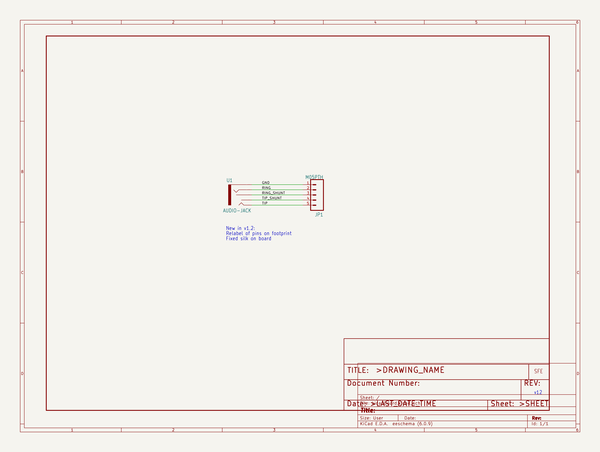 1 2 3 4 5 6
A A
U1
M05PTH
GND
RING
RING_SHUNT
TIP_SHUNT
TIP
AUDIO-JACK
JP1
B B
New in v1.2:
Relabel of pins on footprint
Fixed silk on board
C C
D D
TITLE: >DRAWING_NAME
SFE
Document Number:
REV:
v12
Sheet: /
Date: >LAST_DATE_TIME
Sheet: >SHEET
Title:
Size: User
Date:
Rev:
KiCad E.D.A. eeschema (6.0.9)
Id: 1/1
1 2 3 4 5 6